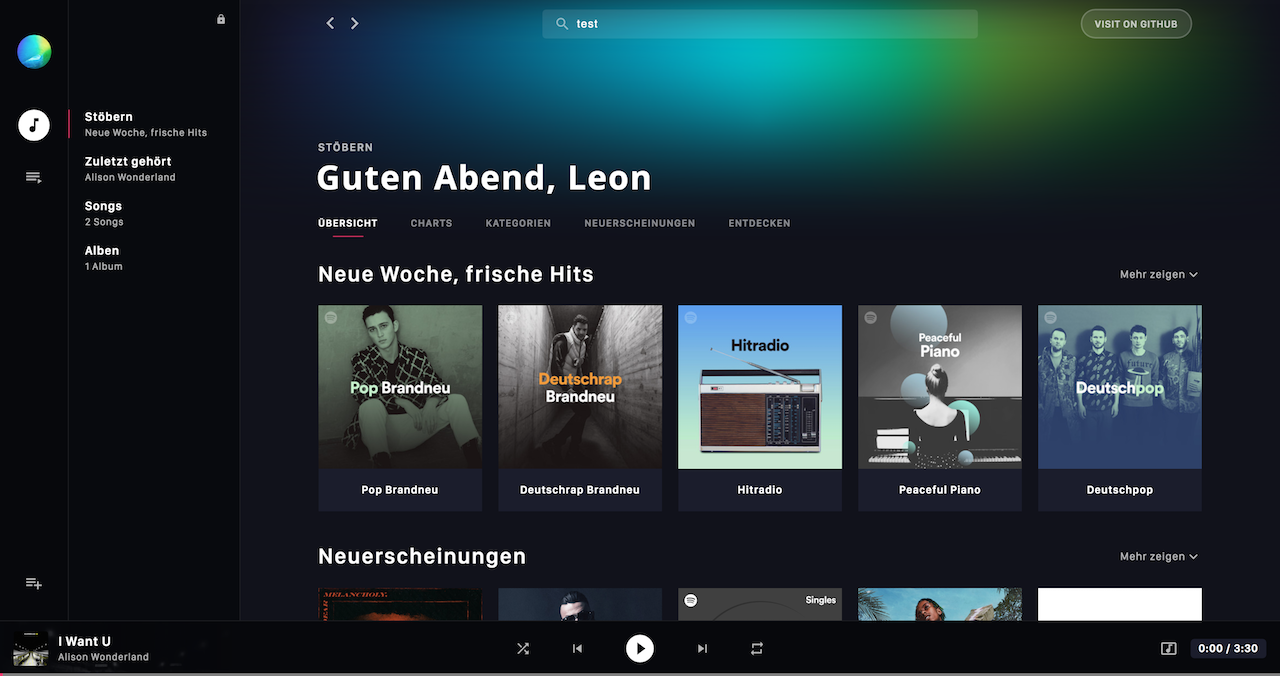 test
VISIT ON GITHUB
Stöbern
Neue Woche, frische Hits
Zuletzt gehört
Alison Wonderland
Songs
2 Songs
Alben
1 Album
STÖBERN
Guten Abend, Leon
ÜBERSICHT
CHARTS
KATEGORIEN
NEUERSCHEINUNGEN
ENTDECKEN
Neue Woche, frische Hits
Mehr zeigen
Pop Brandneu
Deutschrap
Brandneu
Hitradio
Peaceful
Piano
Deutschpop
Pop Brandneu
Deutschrap Brandneu
Hitradio
Peaceful Piano
Deutschpop
Neuerscheinungen
Mehr zeigen
MELANCHOLY.
Singles
I Want U
Alison Wonderland
0:00 / 3:30